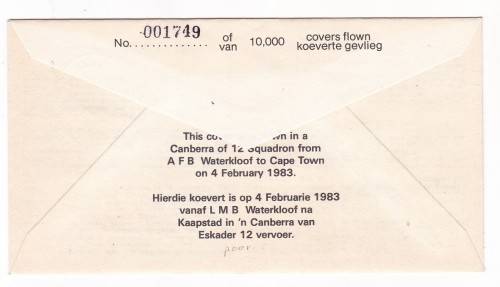 No. 001749 of 10,000 covers flown
van koeverte gevlieg
This co wn in a
Canberra of 12 Squadron from
A F B Waterkloof to Cape Town
on 4 February 1983.
Hierdie koevert is op 4 Februarie 1983
vanaf L M B Waterkloof na
Kaapstad in 'n Canberra van
Eskader 12 vervoer.
poor.